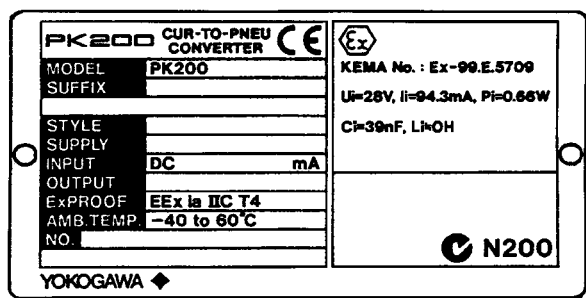 PK200 CUR-TO-PNEU CONVERTER CE
MODEL PK200
SUFFIX
STYLE
SUPPLY
INPUT DC mA
OUTPUT
ExPROOF EEx ia IIC T4
AMB.TEMP. −40 to 60°C
NO.
YOKOGAWA
Ex
KEMA No. : Ex-99.E.5709
Ui=28V, Ii=94.3mA, Pi=0.66W
Ci=39nF, Li≒0H
N200